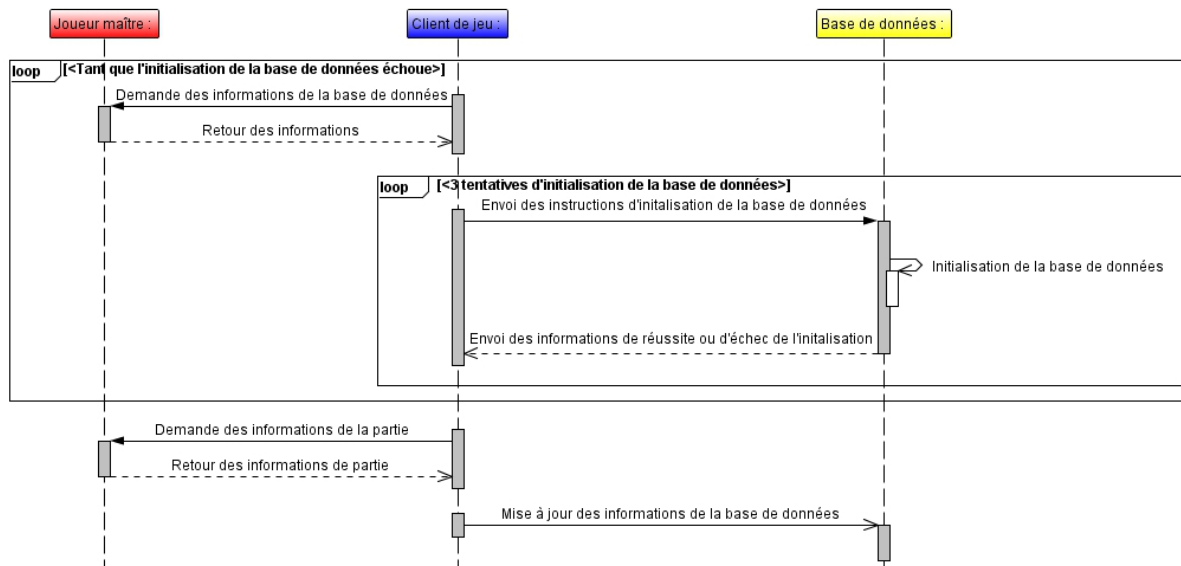 Joueur maître :
Client de jeu :
Base de données :
loop
[<Tant que l'initialisation de la base de données échoue>]
Demande des informations de la base de données
Retour des informations
loop
[<3 tentatives d'initialisation de la base de données>]
Envoi des instructions d'initalisation de la base de données
Initialisation de la base de données
Envoi des informations de réussite ou d'échec de l'initalisation
Demande des informations de la partie
Retour des informations de partie
Mise à jour des informations de la base de données